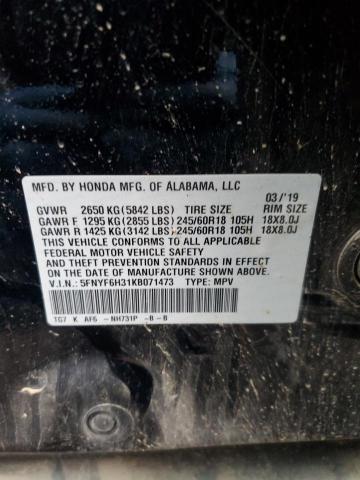 MFD. BY HONDA MFG. OF ALABAMA, LLC 03/'19
GVWR 2650 KG(5842 LBS) TIRE SIZE RIM SIZE
GAWR F 1295 KG(2855 LBS) 245/60R18 105H 18X8.0J
GAWR R 1425 KG(3142 LBS) 245/60R18 105H 18X8.0J
THIS VEHICLE CONFORMS TO ALL APPLICABLE
FEDERAL MOTOR VEHICLE SAFETY
AND THEFT PREVENTION STANDARDS IN EFFECT
ON THE DATE OF MANUFACTURE SHOWN ABOVE.
V.I.N.: 5FNYF6H31KB071473 TYPE: MPV
TG7 K AF6 -NH731P -B-B